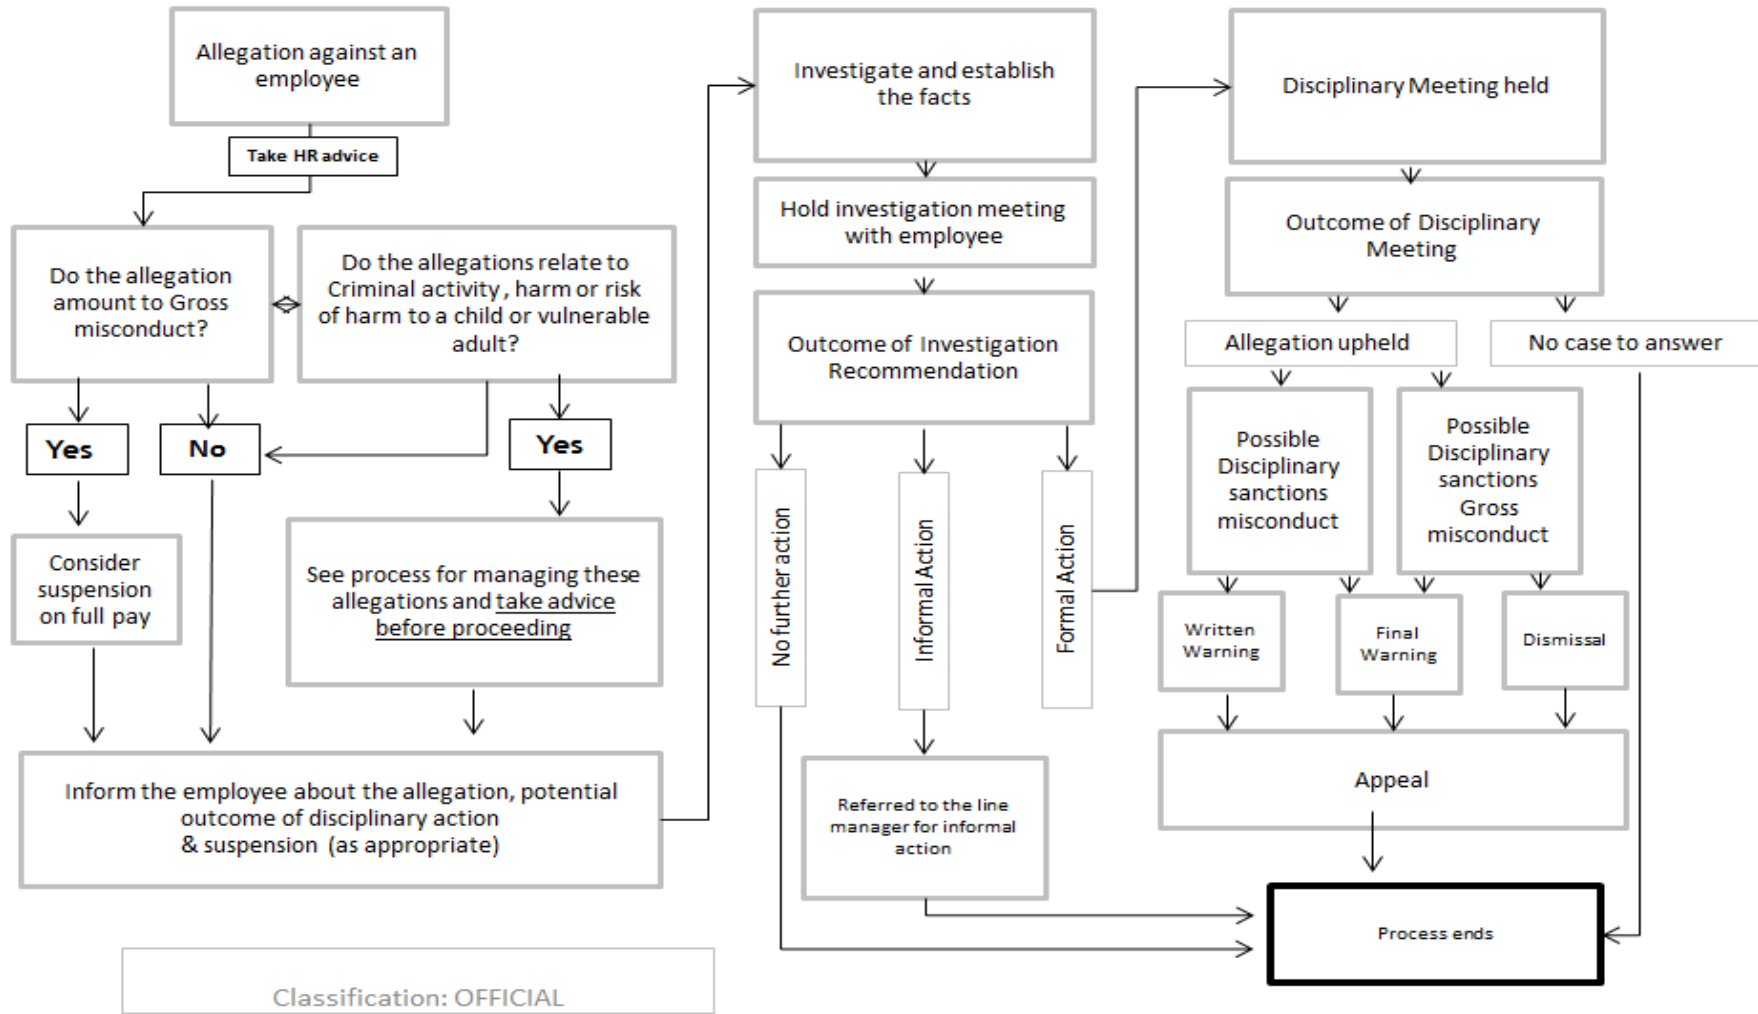 Allegation against an
employee
Take HR advice
Do the allegation
amount to Gross
misconduct?
Do the allegations relate to
Criminal activity , harm or risk
of harm to a child or vulnerable
adult?
Yes
No
Yes
Consider
suspension
on full pay
See process for managing these
allegations and take advice
before proceeding
Inform the employee about the allegation, potential
outcome of disciplinary action
& suspension (as appropriate)
Investigate and establish
the facts
Hold investigation meeting
with employee
Outcome of Investigation
Recommendation
No further action
Informal Action
Formal Action
Referred to the line
manager for informal
action
Disciplinary Meeting held
Outcome of Disciplinary
Meeting
Allegation upheld
No case to answer
Possible
Disciplinary
sanctions
misconduct
Possible
Disciplinary
sanctions
Gross
misconduct
Written
Warning
Final
Warning
Dismissal
Appeal
Process ends
Classification: OFFICIAL